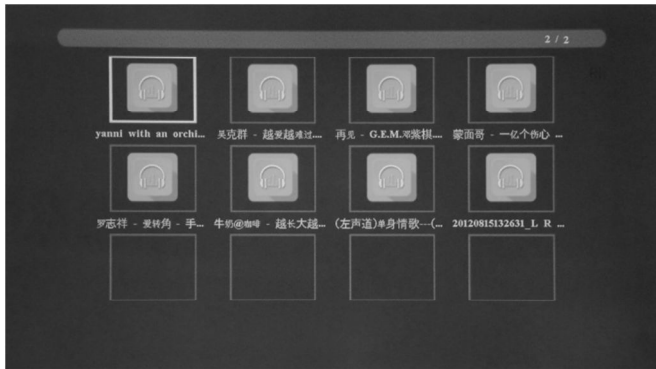 2 / 2
yanni with an orchi...
吴克群 - 越爱越难过....
再见 - G.E.M.邓紫棋....
蒙面哥 - 一亿个伤心 ...
罗志祥 - 爱转角 - 手...
牛奶@咖啡 - 越长大越...
(左声道)单身情歌---(...
20120815132631_L R ...